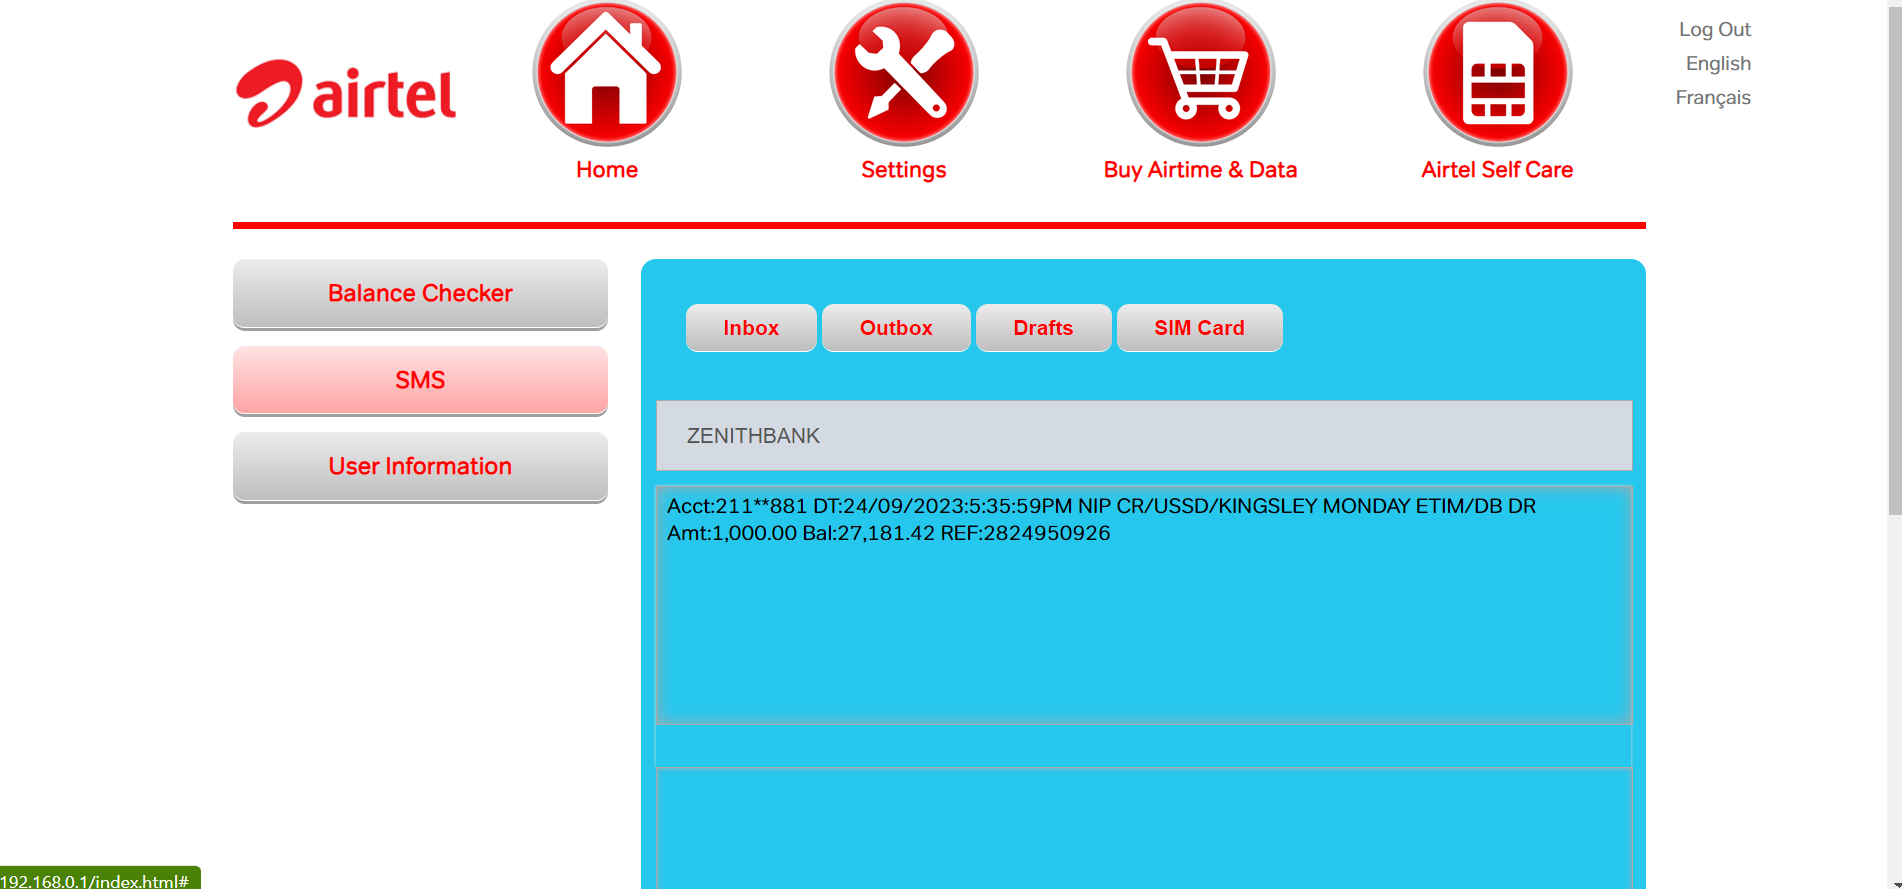 airtel
Home
Settings
Buy Airtime & Data
Airtel Self Care
Log Out
English
Français
Balance Checker
SMS
User Information
Inbox
Outbox
Drafts
SIM Card
ZENITHBANK
Acct:211**881 DT:24/09/2023:5:35:59PM NIP CR/USSD/KINGSLEY MONDAY ETIM/DB DR
Amt:1,000.00 Bal:27,181.42 REF:2824950926
192.168.0.1/index.html#